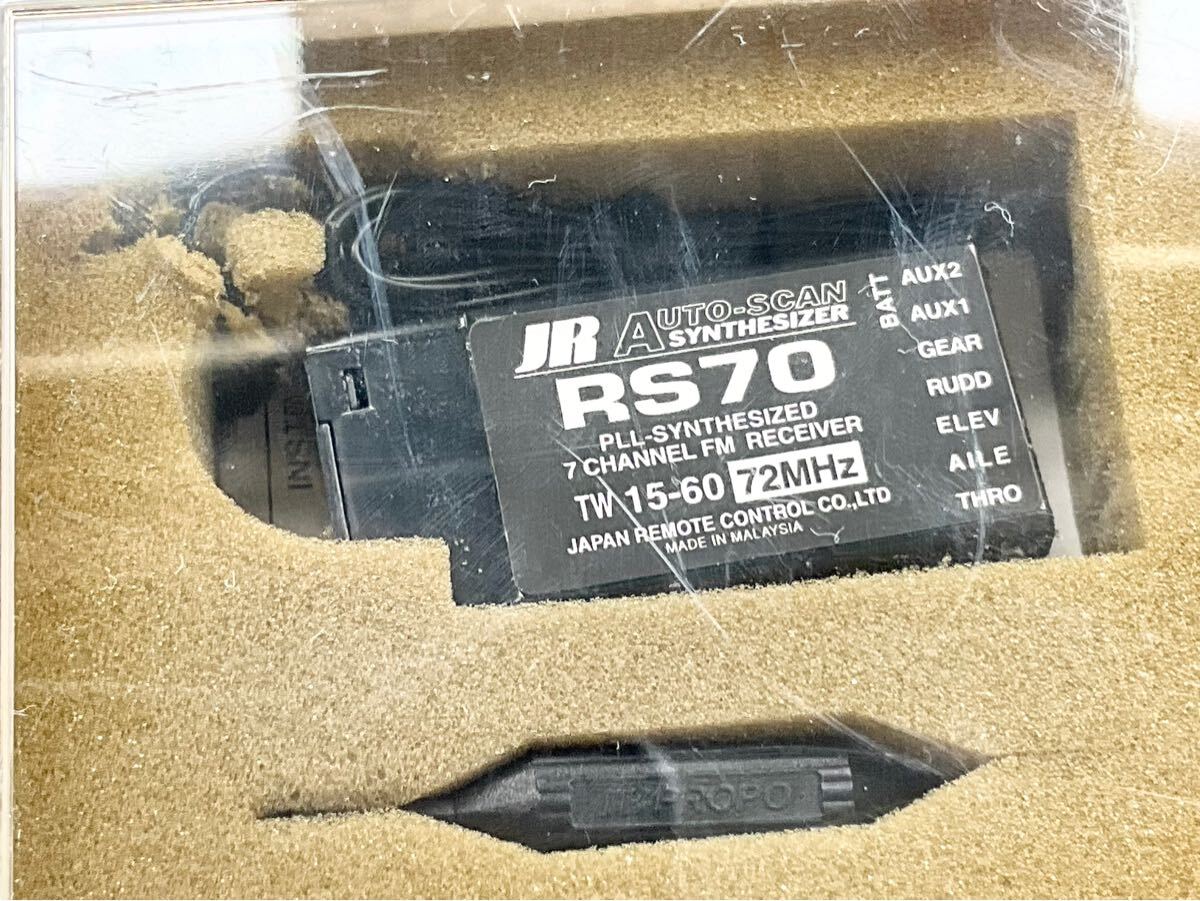 JR AUTO-SCAN
SYNTHESIZER
RS70
PLL-SYNTHESIZED
7 CHANNEL FM RECEIVER
TW 15-60 72MHz
JAPAN REMOTE CONTROL CO.,LTD
MADE IN MALAYSIA
BATT
AUX2
AUX1
GEAR
RUDD
ELEV
AILE
THRO
JR PROPO